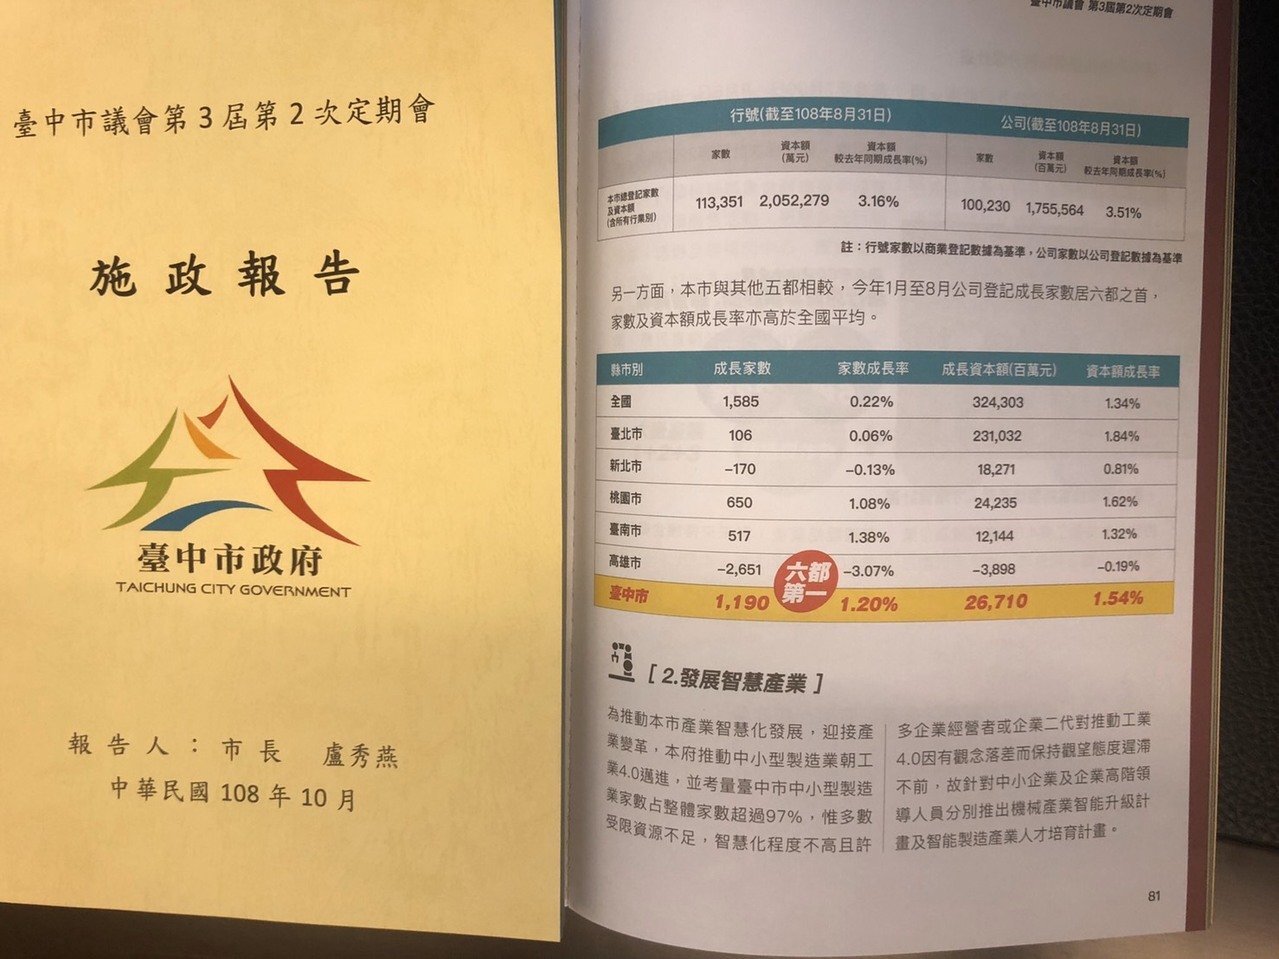 臺中市議會第3屆第2次定期會
施政報告
臺中市政府
TAICHUNG CITY GOVERNMENT
報告人：市長 盧秀燕
中華民國108年10月
臺中市議會 第3屆第2次定期會
行號(截至108年8月31日) 公司(截至108年8月31日)
家數 資本額(萬元) 資本額較去年同期成長率(%) 家數 資本額(百萬元) 資本額較去年同期成長率(%)
本市總登記家數及資本額(含所有行業別) 113,351 2,052,279 3.16% 100,230 1,755,564 3.51%
註：行號家數以商業登記數據為基準，公司家數以公司登記數據為基準
另一方面，本市與其他五都相較，今年1月至8月公司登記成長家數居六都之首，
家數及資本額成長率亦高於全國平均。
縣市別 成長家數 家數成長率 成長資本額(百萬元) 資本額成長率
全國 1,585 0.22% 324,303 1.34%
臺北市 106 0.06% 231,032 1.84%
新北市 -170 -0.13% 18,271 0.81%
桃園市 650 1.08% 24,235 1.62%
臺南市 517 1.38% 12,144 1.32%
高雄市 -2,651 -3.07% -3,898 -0.19%
臺中市 1,190 1.20% 26,710 1.54%
六都
第一
[ 2.發展智慧產業 ]
為推動本市產業智慧化發展，迎接產
業變革，本府推動中小型製造業朝工
業4.0邁進，並考量臺中市中小型製造
業家數占整體家數超過97%，惟多數
受限資源不足，智慧化程度不高且許
多企業經營者或企業二代對推動工業
4.0因有觀念落差而保持觀望態度遲滯
不前，故針對中小企業及企業高階領
導人員分別推出機械產業智能升級計
畫及智能製造產業人才培育計畫。
81